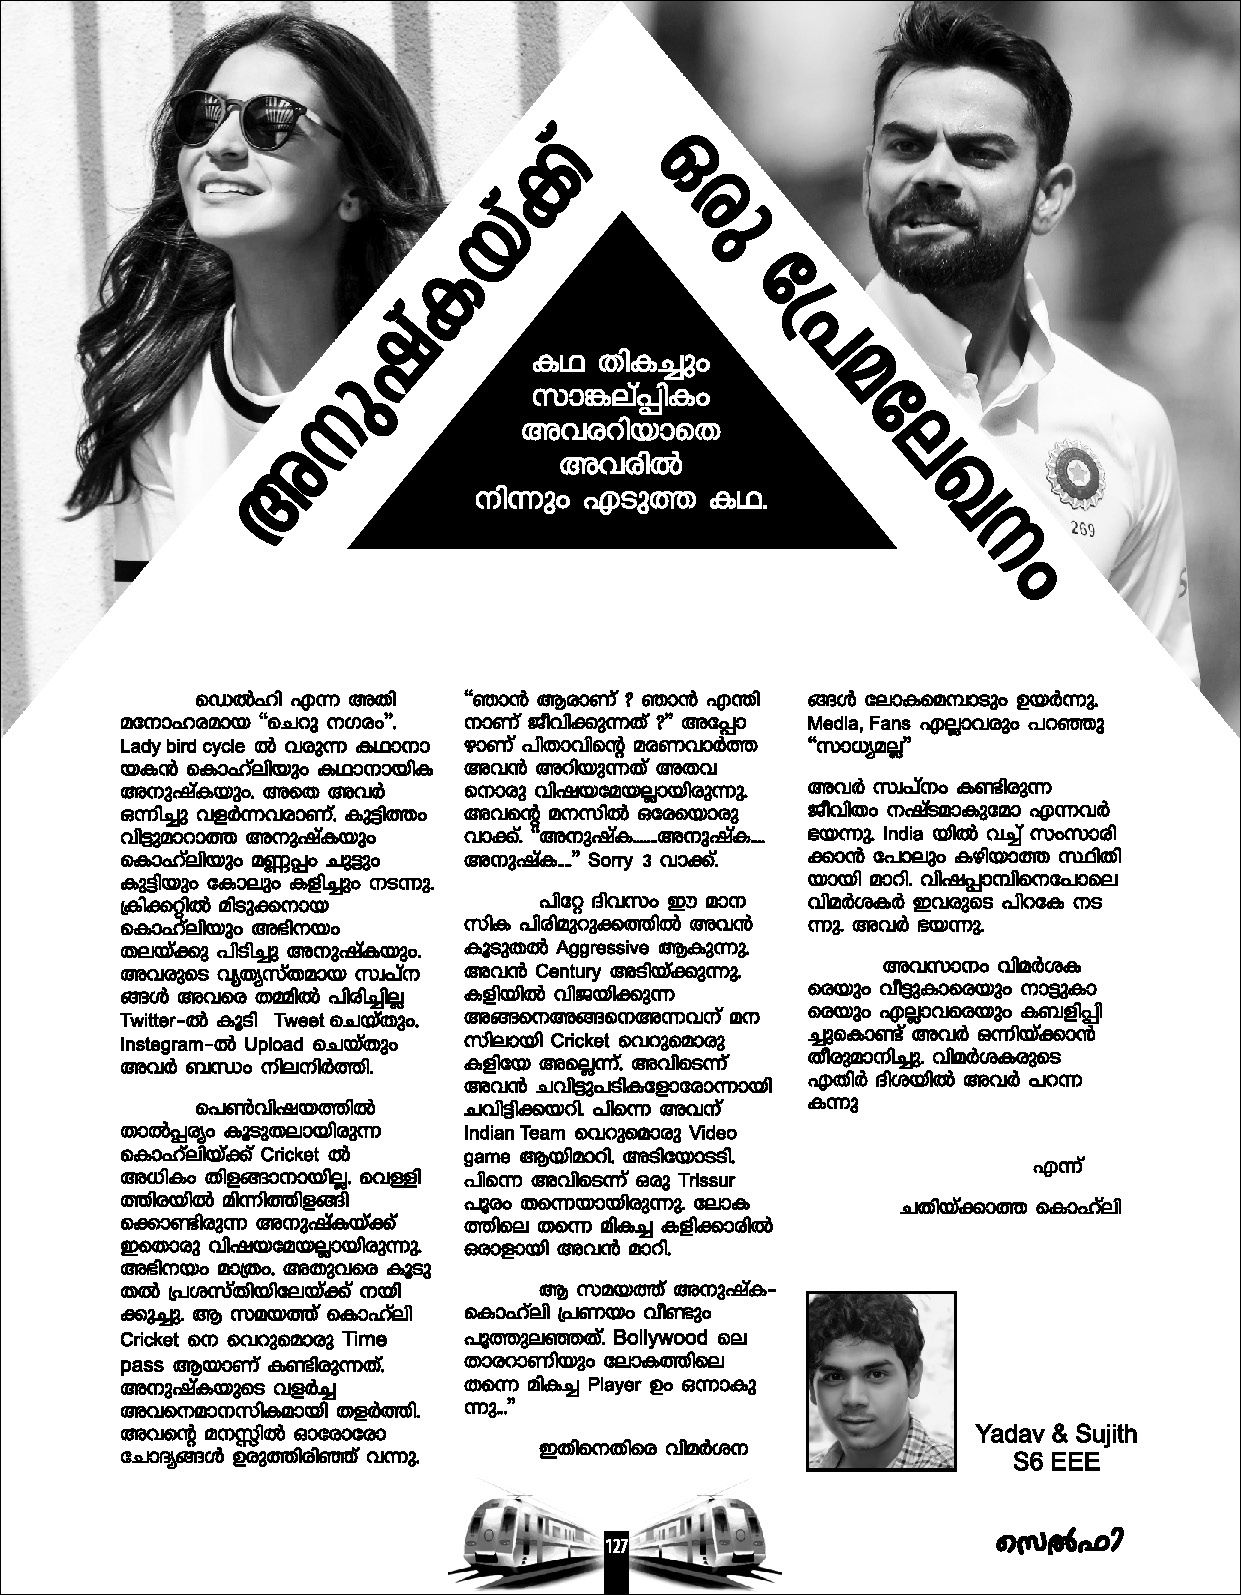 അനുഷ്കയ്ക്ക്
ഒരു പ്രേമലേഖനം
കഥ തികച്ചും
സാങ്കല്പ്പികം
അവരറിയാതെ
അവരിൽ
നിന്നും എടുത്ത കഥ.
269
ഡെൽഹി എന്ന അതി
മനോഹരമായ “ചെറു നഗരം”.
Lady bird cycle ൽ വരുന്ന കഥാനാ
യകൻ കൊഹ്‌ലിയും കഥാനായിക
അനുഷ്കയും. അതെ അവർ
ഒന്നിച്ചു വളർന്നവരാണ്. കുട്ടിത്തം
വിട്ടുമാറാത്ത അനുഷ്കയും
കൊഹ്‌ലിയും മണ്ണപ്പം ചുട്ടും
കുട്ടിയും കോലും കളിച്ചും നടന്നു.
ക്രിക്കറ്റിൽ മിടുക്കനായ
കൊഹ്‌ലിയും അഭിനയം
തലയ്ക്കു പിടിച്ചു അനുഷ്കയും.
അവരുടെ വ്യത്യസ്തമായ സ്വപ്ന
ങ്ങൾ അവരെ തമ്മിൽ പിരിച്ചില്ല
Twitter-ൽ കൂടി Tweet ചെയ്തും.
Instegram-ൽ Upload ചെയ്തും
അവർ ബന്ധം നിലനിർത്തി.
പെൺവിഷയത്തിൽ
താൽപ്പര്യം കൂടുതലായിരുന്ന
കൊഹ്‌ലിയ്ക്ക് Cricket ൽ
അധികം തിളങ്ങാനായില്ല. വെള്ളി
ത്തിരയിൽ മിന്നിത്തിളങ്ങി
ക്കൊണ്ടിരുന്ന അനുഷ്കയ്ക്ക്
ഇതൊരു വിഷയമേയല്ലായിരുന്നു.
അഭിനയം മാത്രം. അതുവരെ കൂടു
തൽ പ്രശസ്തിയിലേയ്ക്ക് നയി
ക്കുച്ചു. ആ സമയത്ത് കൊഹ്‌ലി
Cricket നെ വെറുമൊരു Time
pass ആയാണ് കണ്ടിരുന്നത്.
അനുഷ്കയുടെ വളർച്ച
അവനെമാനസികമായി തളർത്തി.
അവന്റെ മനസ്സിൽ ഓരോരോ
ചോദ്യങ്ങൾ ഉരുത്തിരിഞ്ഞ് വന്നു.
“ഞാൻ ആരാണ് ? ഞാൻ എന്തി
നാണ് ജീവിക്കുന്നത് ?” അപ്പോ
ഴാണ് പിതാവിന്റെ മരണവാർത്ത
അവൻ അറിയുന്നത് അതവ
നൊരു വിഷയമേയല്ലായിരുന്നു.
അവന്റെ മനസിൽ ഒരേയൊരു
വാക്ക്. “അനുഷ്ക......അനുഷ്ക....
അനുഷ്ക....” Sorry 3 വാക്ക്.
പിറ്റേ ദിവസം ഈ മാന
സിക പിരിമുറുക്കത്തിൽ അവൻ
കൂടുതൽ Aggressive ആകുന്നു.
അവൻ Century അടിയ്ക്കുന്നു.
കളിയിൽ വിജയിക്കുന്ന
അങ്ങനെഅങ്ങനെഅന്നവന് മന
സിലായി Cricket വെറുമൊരു
കളിയേ അല്ലെന്ന്. അവിടെന്ന്
അവൻ ചവിട്ടുപടികളോരോന്നായി
ചവിട്ടിക്കയറി. പിന്നെ അവന്
Indian Team വെറുമൊരു Video
game ആയിമാറി. അടിയോടടി.
പിന്നെ അവിടെന്ന് ഒരു Trissur
പൂരം തന്നെയായിരുന്നു. ലോക
ത്തിലെ തന്നെ മികച്ച കളിക്കാരിൽ
ഒരാളായി അവൻ മാറി.
ആ സമയത്ത് അനുഷ്ക-
കൊഹ്‌ലി പ്രണയം വീണ്ടും
പൂത്തുലഞ്ഞത്. Bollywood ലെ
താരറാണിയും ലോകത്തിലെ
തന്നെ മികച്ച Player ഉം ഒന്നാകു
ന്നു...”
ഇതിനെതിരെ വിമർശന
ങ്ങൾ ലോകമെമ്പാടും ഉയർന്നു.
Media, Fans എല്ലാവരും പറഞ്ഞു
“സാധ്യമല്ല”
അവർ സ്വപ്നം കണ്ടിരുന്ന
ജീവിതം നഷ്ടമാകുമോ എന്നവർ
ഭയന്നു. India യിൽ വച്ച് സംസാരി
ക്കാൻ പോലും കഴിയാത്ത സ്ഥിതി
യായി മാറി. വിഷപ്പാമ്പിനെപോലെ
വിമർശകർ ഇവരുടെ പിറകേ നട
ന്നു. അവർ ഭയന്നു.
അവസാനം വിമർശക
രെയും വീട്ടുകാരെയും നാട്ടുകാ
രെയും എല്ലാവരെയും കബളിപ്പി
ച്ചുകൊണ്ട് അവർ ഒന്നിയ്ക്കാൻ
തീരുമാനിച്ചു. വിമർശകരുടെ
എതിർ ദിശയിൽ അവർ പറന്ന
കന്നു
എന്ന്
ചതിയ്ക്കാത്ത കൊഹ്‌ലി
Yadav & Sujith
S6 EEE
127
സെൽഫി